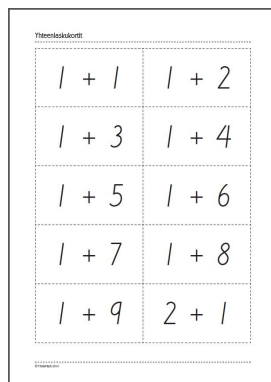 Yhteenlaskukortit
1 + 1 1 + 2
1 + 3 1 + 4
1 + 5 1 + 6
1 + 7 1 + 8
1 + 9 2 + 1